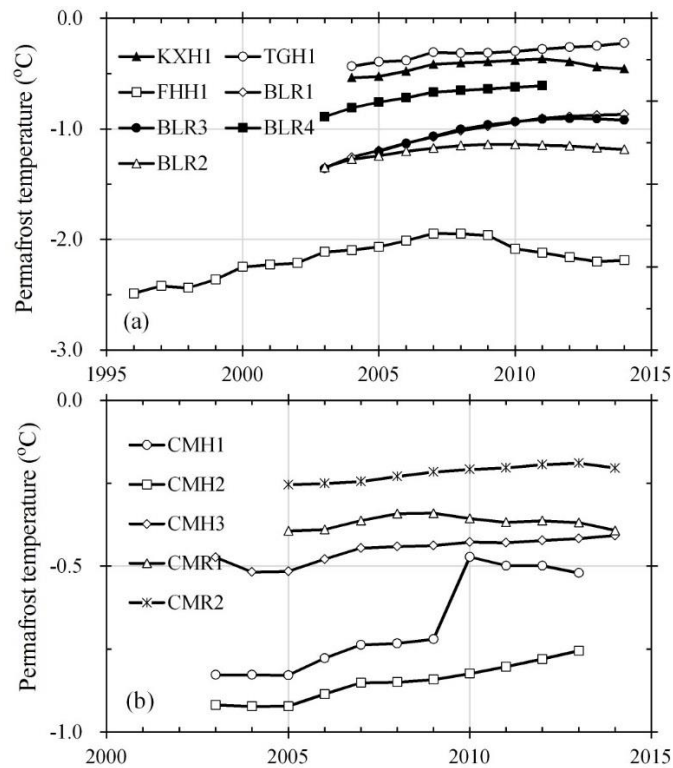 0.0
KXH1 TGH1
FHH1 BLR1
-1.0
BLR3 BLR4
BLR2
Permafrost temperature (°C)
-2.0
(a)
-3.0
1995 2000 2005 2010 2015
0.0
CMH1
CMH2
CMH3
Permafrost temperature (°C)
-0.5
CMR1
CMR2
(b)
-1.0
2000 2005 2010 2015